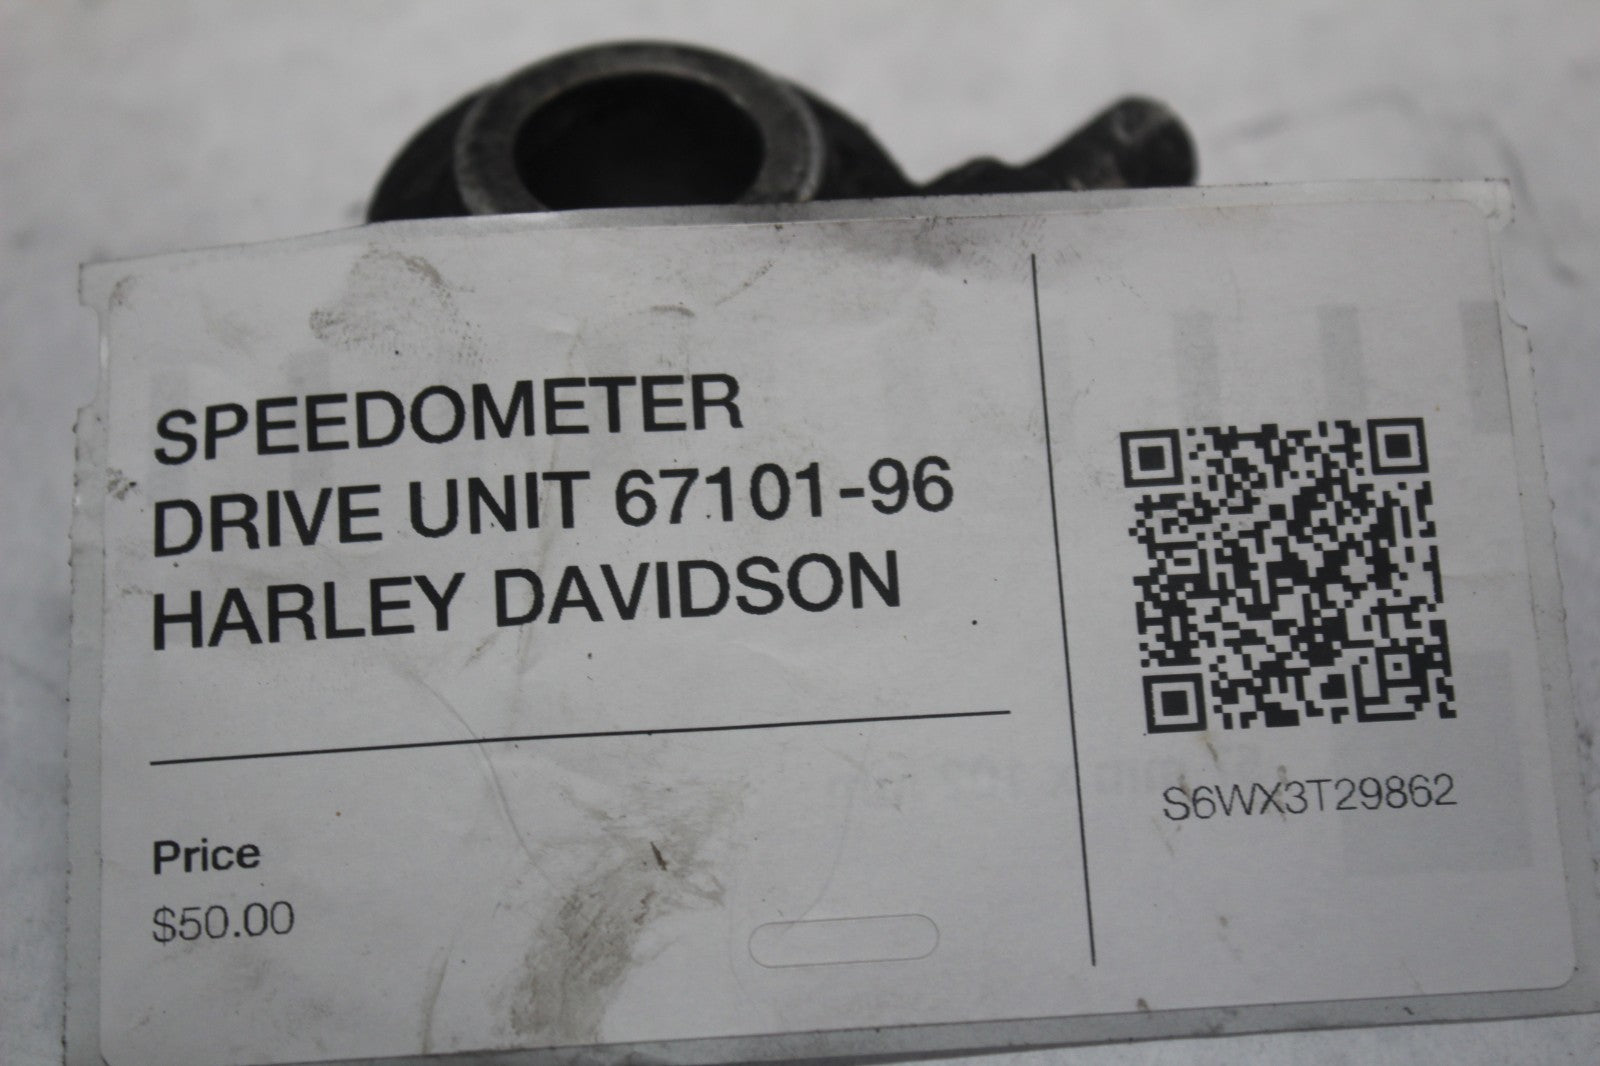 SPEEDOMETER
DRIVE UNIT 67101-96
HARLEY DAVIDSON
Price
$50.00
S6WX3T29862